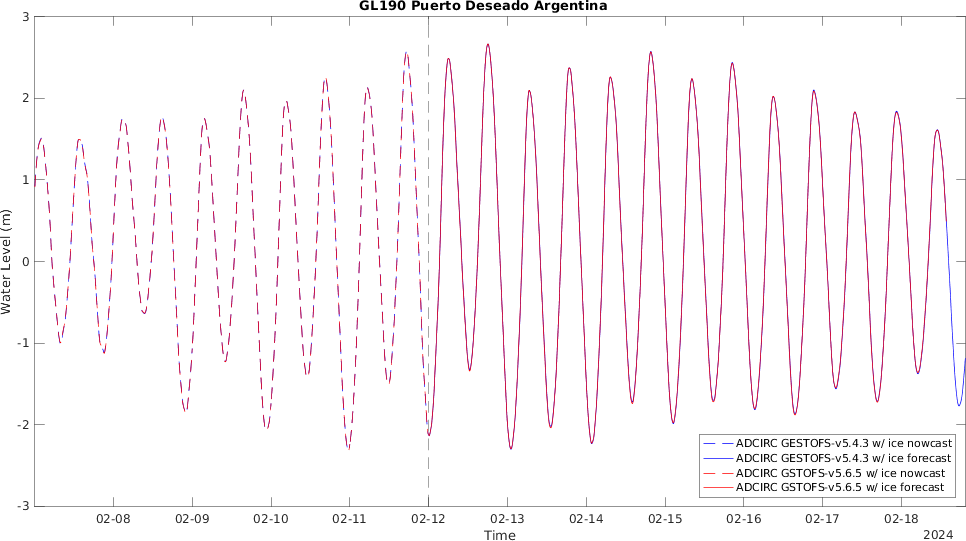 GL190 Puerto Deseado Argentina
3
2
1
0
-1
-2
-3
Water Level (m)
ADCIRC GESTOFS-v5.4.3 w/ ice nowcast
ADCIRC GESTOFS-v5.4.3 w/ ice forecast
ADCIRC GSTOFS-v5.6.5 w/ ice nowcast
ADCIRC GSTOFS-v5.6.5 w/ ice forecast
02-08 02-09 02-10 02-11 02-12 02-13 02-14 02-15 02-16 02-17 02-18
Time
2024